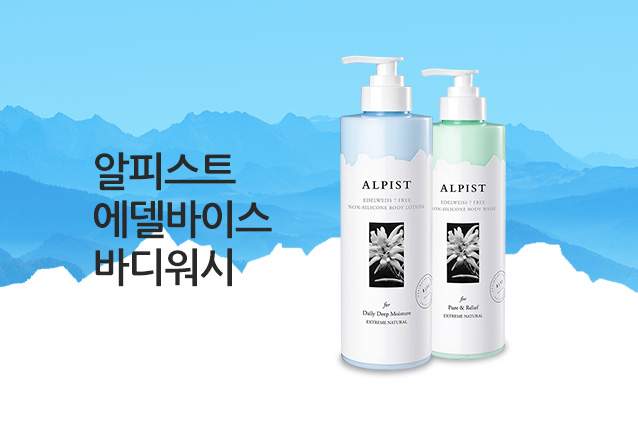 알피스트
에델바이스
바디워시
ALPIST
EDELWEISS 7 FREE
NON-SILICONE BODY LOTION
for
Daily Deep Moisture
EXTREME NATURAL
ALPIST
EDELWEISS 7 FREE
NON-SILICONE BODY WASH
for
Pure & Relief
EXTREME NATURAL